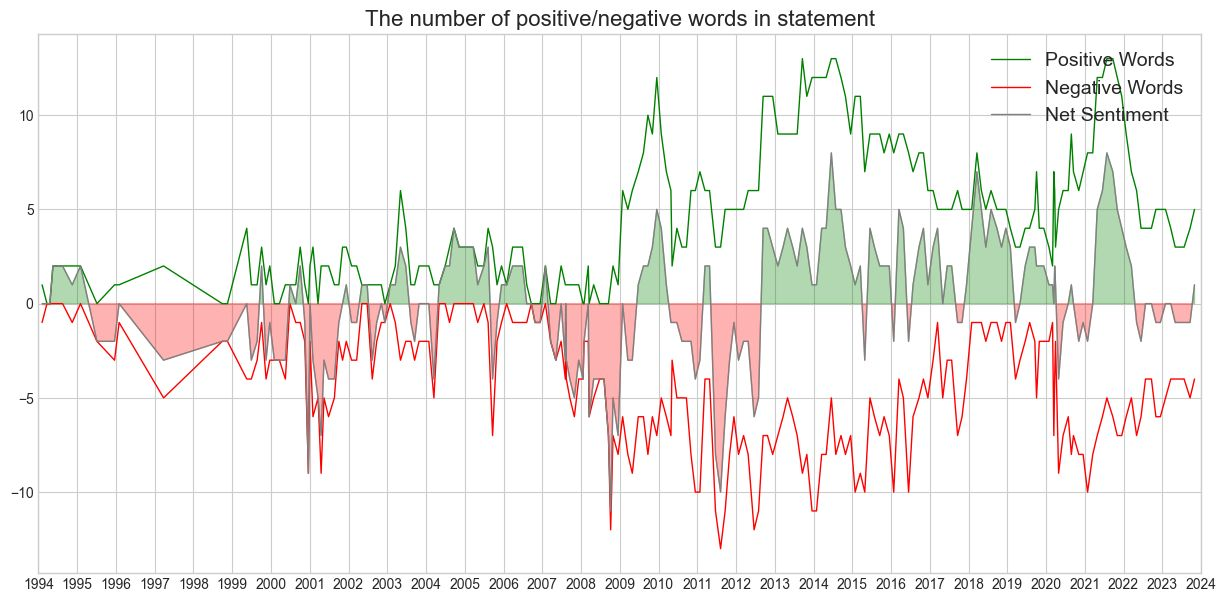 The number of positive/negative words in statement
Positive Words
Negative Words
Net Sentiment
10
5
0
−5
−10
1994 1995 1996 1997 1998 1999 2000 2001 2002 2003 2004 2005 2006 2007 2008 2009 2010 2011 2012 2013 2014 2015 2016 2017 2018 2019 2020 2021 2022 2023 2024